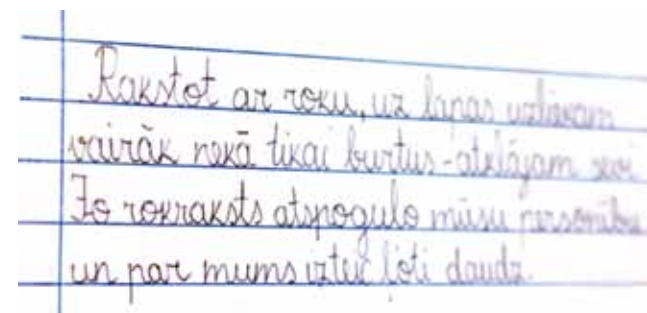 Rakstot ar roku, uz lapas uzliekam
vairāk nekā tikai burtus - atklājam sevi
Jo rokraksts atspoguļo mūsu personību
un par mums izteic ļoti daudz.